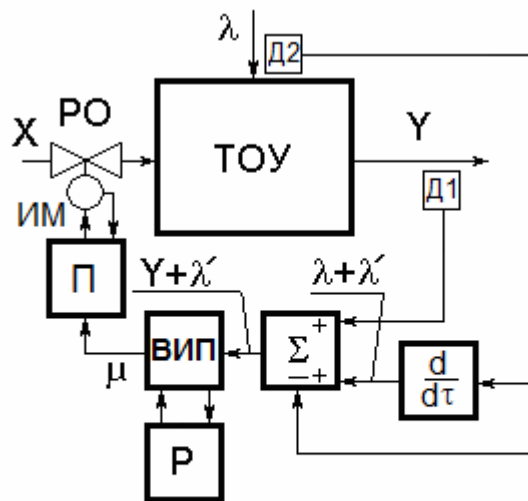 λ
Д2
X
РО
ТОУ
Y
Д1
ИМ
П
Y+λ′
λ+λ′
μ
ВИП
Σ
+
+
−
d
dτ
Р